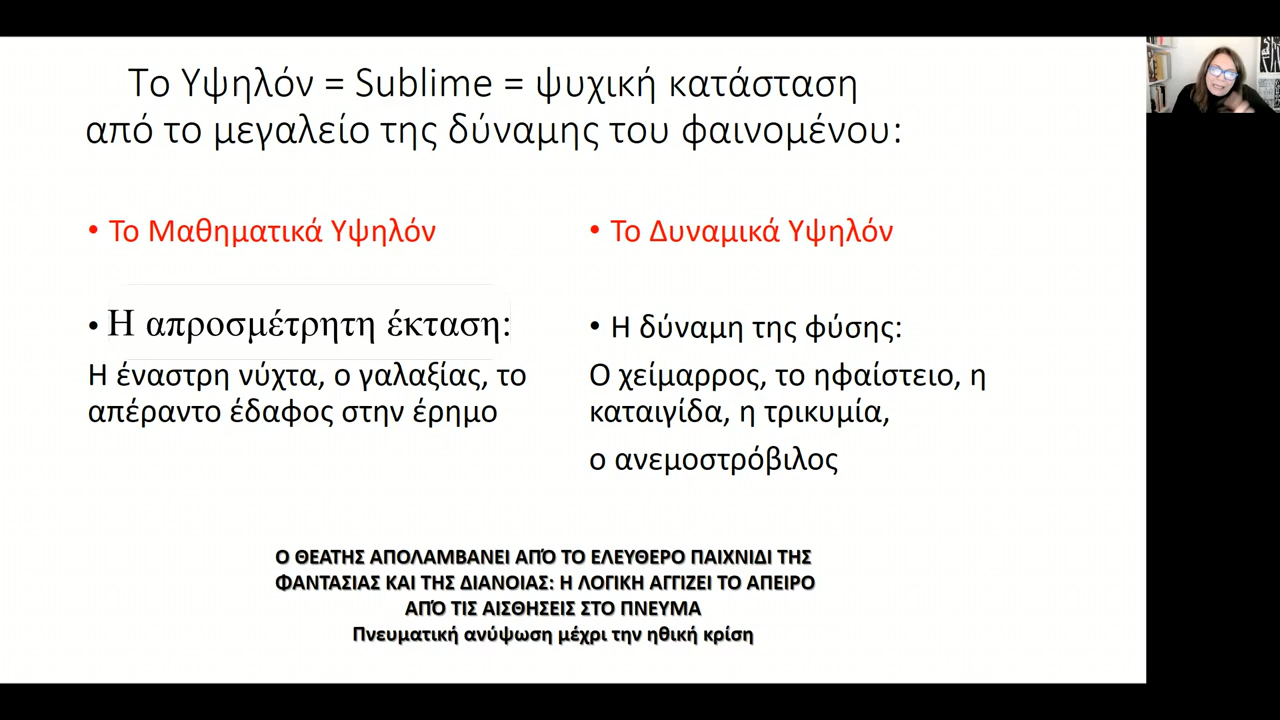 Το Υψηλόν = Sublime = ψυχική κατάσταση
από το μεγαλείο της δύναμης του φαινομένου:
• Το Μαθηματικά Υψηλόν
• Η απροσμέτρητη έκταση:
Η έναστρη νύχτα, ο γαλαξίας, το
απέραντο έδαφος στην έρημο
• Το Δυναμικά Υψηλόν
• Η δύναμη της φύσης:
Ο χείμαρρος, το ηφαίστειο, η
καταιγίδα, η τρικυμία,
ο ανεμοστρόβιλος
Ο ΘΕΑΤΗΣ ΑΠΟΛΑΜΒΑΝΕΙ ΑΠΌ ΤΟ ΕΛΕΥΘΕΡΟ ΠΑΙΧΝΙΔΙ ΤΗΣ
ΦΑΝΤΑΣΙΑΣ ΚΑΙ ΤΗΣ ΔΙΑΝΟΙΑΣ: Η ΛΟΓΙΚΗ ΑΓΓΙΖΕΙ ΤΟ ΑΠΕΙΡΟ
ΑΠΌ ΤΙΣ ΑΙΣΘΗΣΕΙΣ ΣΤΟ ΠΝΕΥΜΑ
Πνευματική ανύψωση μέχρι την ηθική κρίση